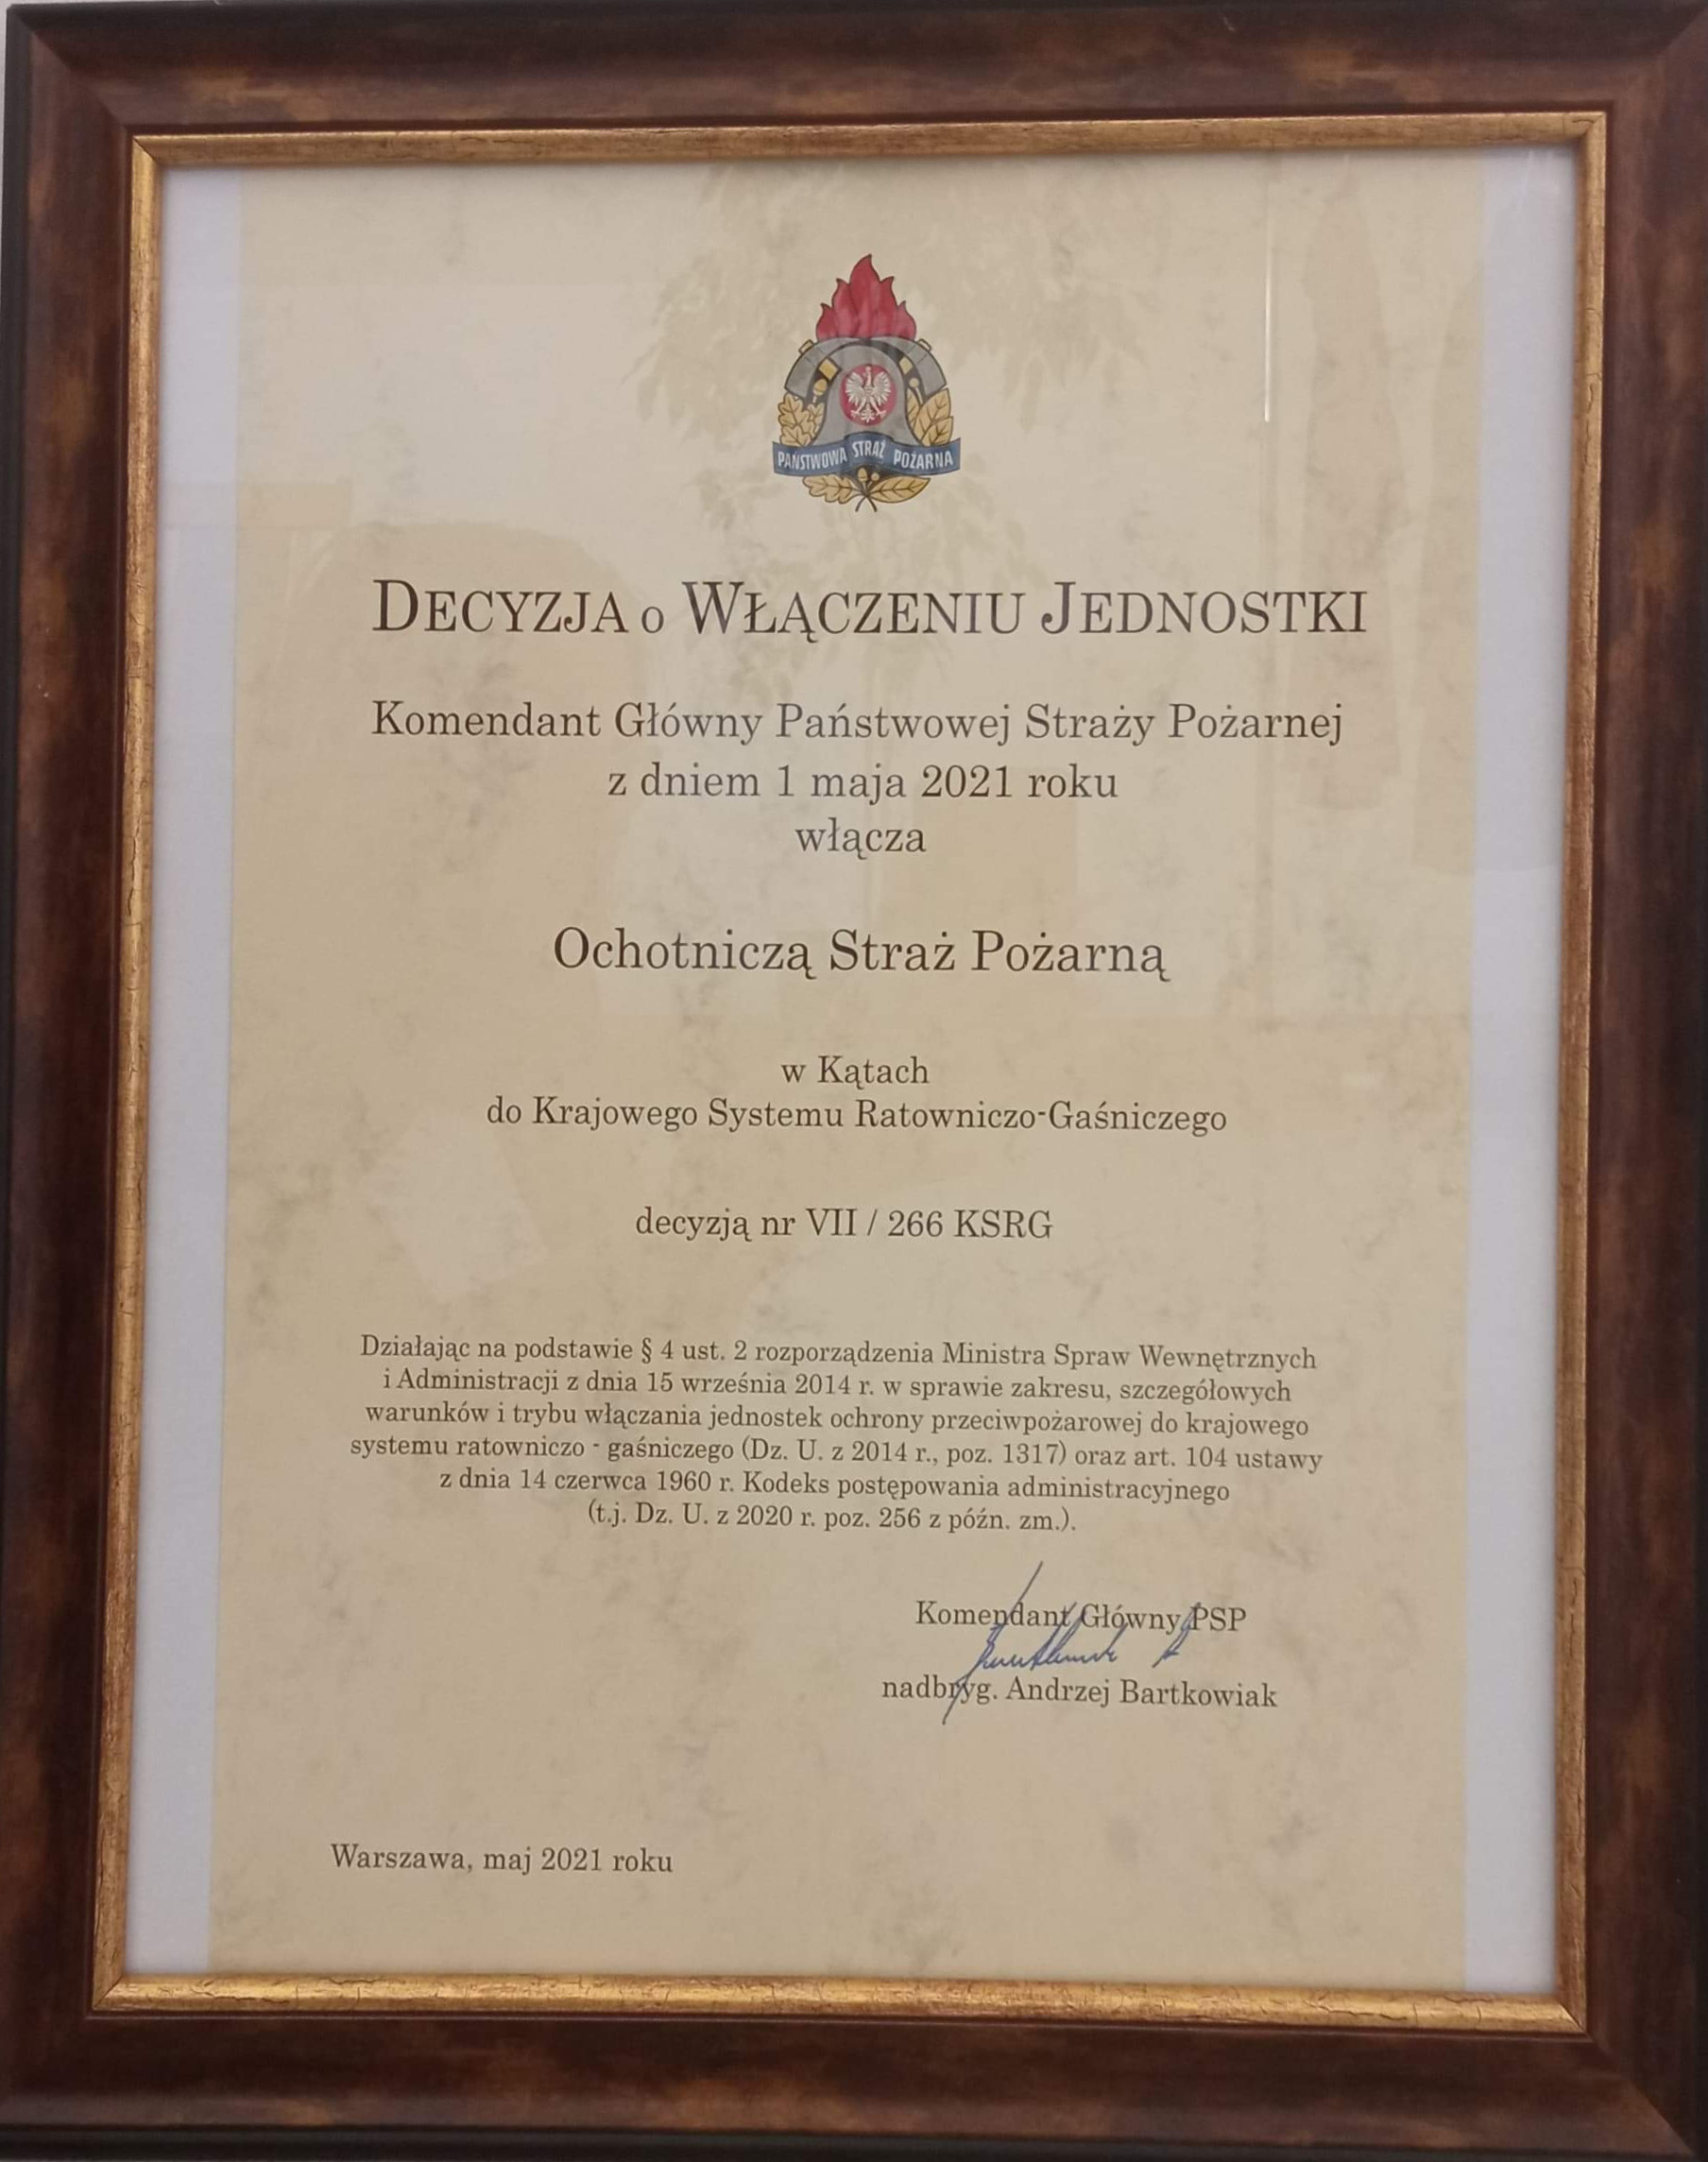 PAŃSTWOWA STRAŻ POŻARNA
DECYZJA o WŁĄCZENIU JEDNOSTKI
Komendant Główny Państwowej Straży Pożarnej
z dniem 1 maja 2021 roku
włącza
Ochotniczą Straż Pożarną
w Kątach
do Krajowego Systemu Ratowniczo-Gaśniczego
decyzją nr VII / 266 KSRG
Działając na podstawie § 4 ust. 2 rozporządzenia Ministra Spraw Wewnętrznych
i Administracji z dnia 15 września 2014 r. w sprawie zakresu, szczegółowych
warunków i trybu włączania jednostek ochrony przeciwpożarowej do krajowego
systemu ratowniczo - gaśniczego (Dz. U. z 2014 r., poz. 1317) oraz art. 104 ustawy
z dnia 14 czerwca 1960 r. Kodeks postępowania administracyjnego
(t.j. Dz. U. z 2020 r. poz. 256 z późn. zm.).
Komendant Główny PSP
nadbryg. Andrzej Bartkowiak
Warszawa, maj 2021 roku